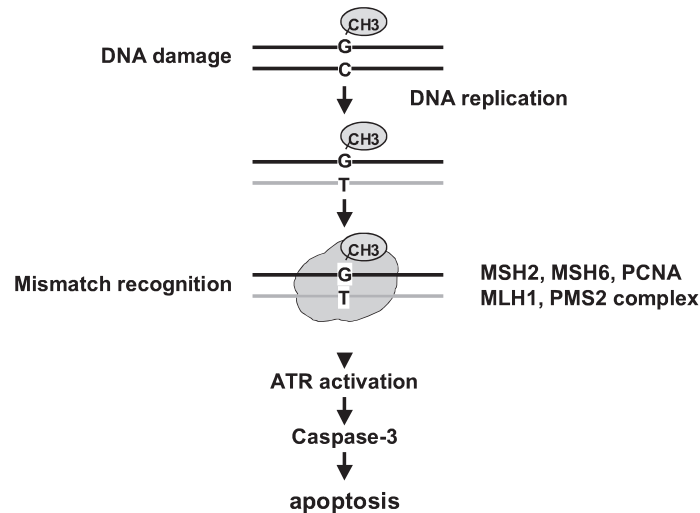 CH3
G
DNA damage
C
DNA replication
CH3
G
T
CH3
G
Mismatch recognition
MSH2, MSH6, PCNA
T
MLH1, PMS2 complex
ATR activation
Caspase-3
apoptosis